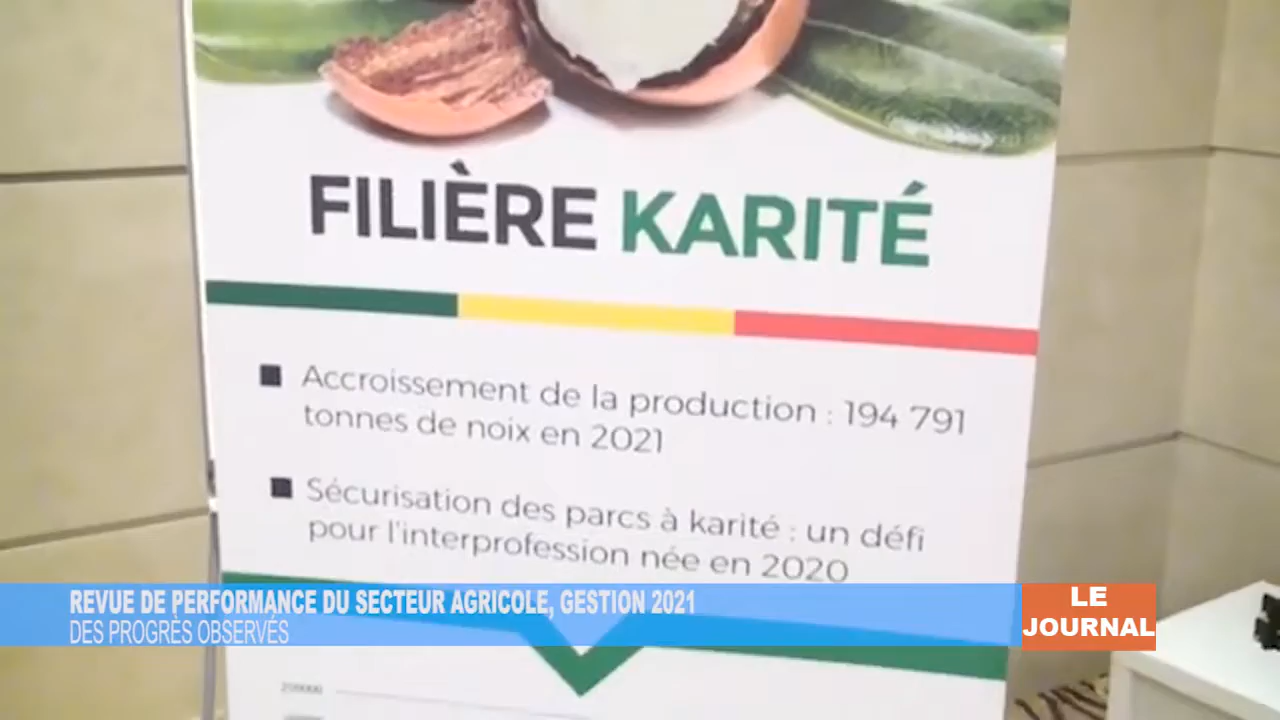 FILIÈRE KARITÉ
Accroissement de la production : 194 791
tonnes de noix en 2021
Sécurisation des parcs à karité : un défi
pour l'interprofession née en 2020
REVUE DE PERFORMANCE DU SECTEUR AGRICOLE, GESTION 2021
DES PROGRÈS OBSERVÉS
LE
JOURNAL